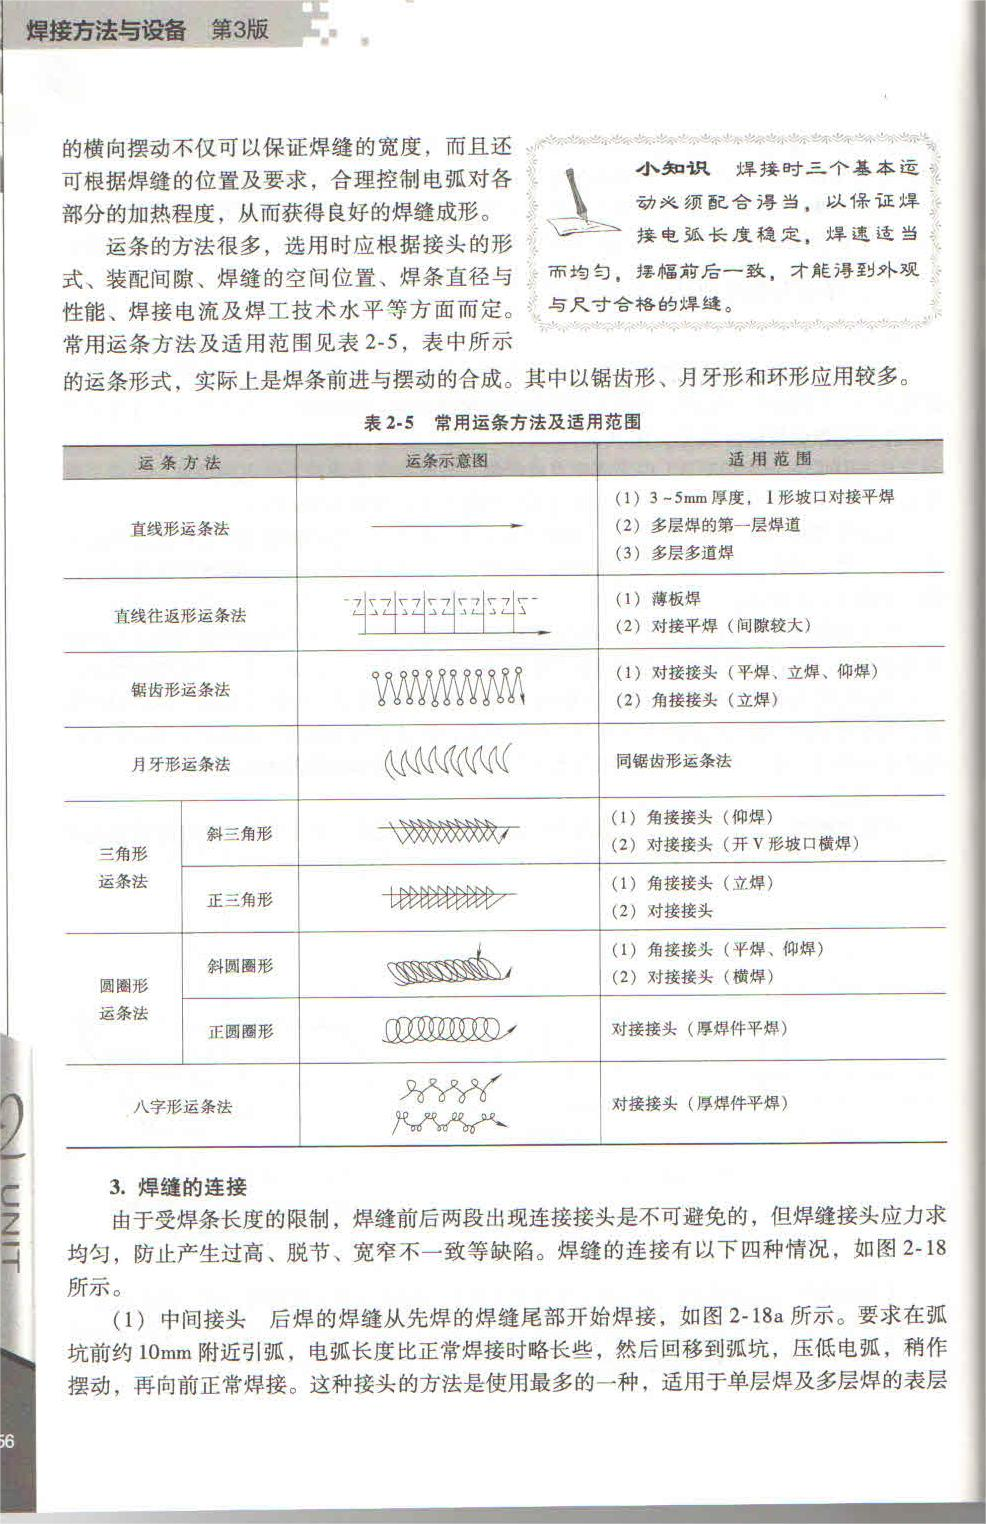 焊接方法与设备 第3版
的横向摆动不仅可以保证焊缝的宽度，而且还
可根据焊缝的位置及要求，合理控制电弧对各
部分的加热程度，从而获得良好的焊缝成形。
运条的方法很多，选用时应根据接头的形
式、装配间隙、焊缝的空间位置、焊条直径与
性能、焊接电流及焊工技术水平等方面而定。
常用运条方法及适用范围见表 2-5，表中所示
的运条形式，实际上是焊条前进与摆动的合成。其中以锯齿形、月牙形和环形应用较多。
小知识 焊接时三个基本运
动必须配合得当，以保证焊
接电弧长度稳定，焊速适当
而均匀，摆幅前后一致，才能得到外观
与尺寸合格的焊缝。
表 2-5 常用运条方法及适用范围
运条方法 运条示意图 适用范围
直线形运条法
(1) 3~5mm 厚度，I 形坡口对接平焊
(2) 多层焊的第一层焊道
(3) 多层多道焊
直线往返形运条法
(1) 薄板焊
(2) 对接平焊（间隙较大）
锯齿形运条法
(1) 对接接头（平焊、立焊、仰焊）
(2) 角接接头（立焊）
月牙形运条法 同锯齿形运条法
三角形
运条法
斜三角形
(1) 角接接头（仰焊）
(2) 对接接头（开 V 形坡口横焊）
正三角形
(1) 角接接头（立焊）
(2) 对接接头
圆圈形
运条法
斜圆圈形
(1) 角接接头（平焊、仰焊）
(2) 对接接头（横焊）
正圆圈形 对接接头（厚焊件平焊）
八字形运条法 对接接头（厚焊件平焊）
3. 焊缝的连接
由于受焊条长度的限制，焊缝前后两段出现连接接头是不可避免的，但焊缝接头应力求
均匀，防止产生过高、脱节、宽窄不一致等缺陷。焊缝的连接有以下四种情况，如图 2-18
所示。
(1) 中间接头 后焊的焊缝从先焊的焊缝尾部开始焊接，如图 2-18a 所示。要求在弧
坑前约 10mm 附近引弧，电弧长度比正常焊接时略长些，然后回移到弧坑，压低电弧，稍作
摆动，再向前正常焊接。这种接头的方法是使用最多的一种，适用于单层焊及多层焊的表层
2
UNIT
56